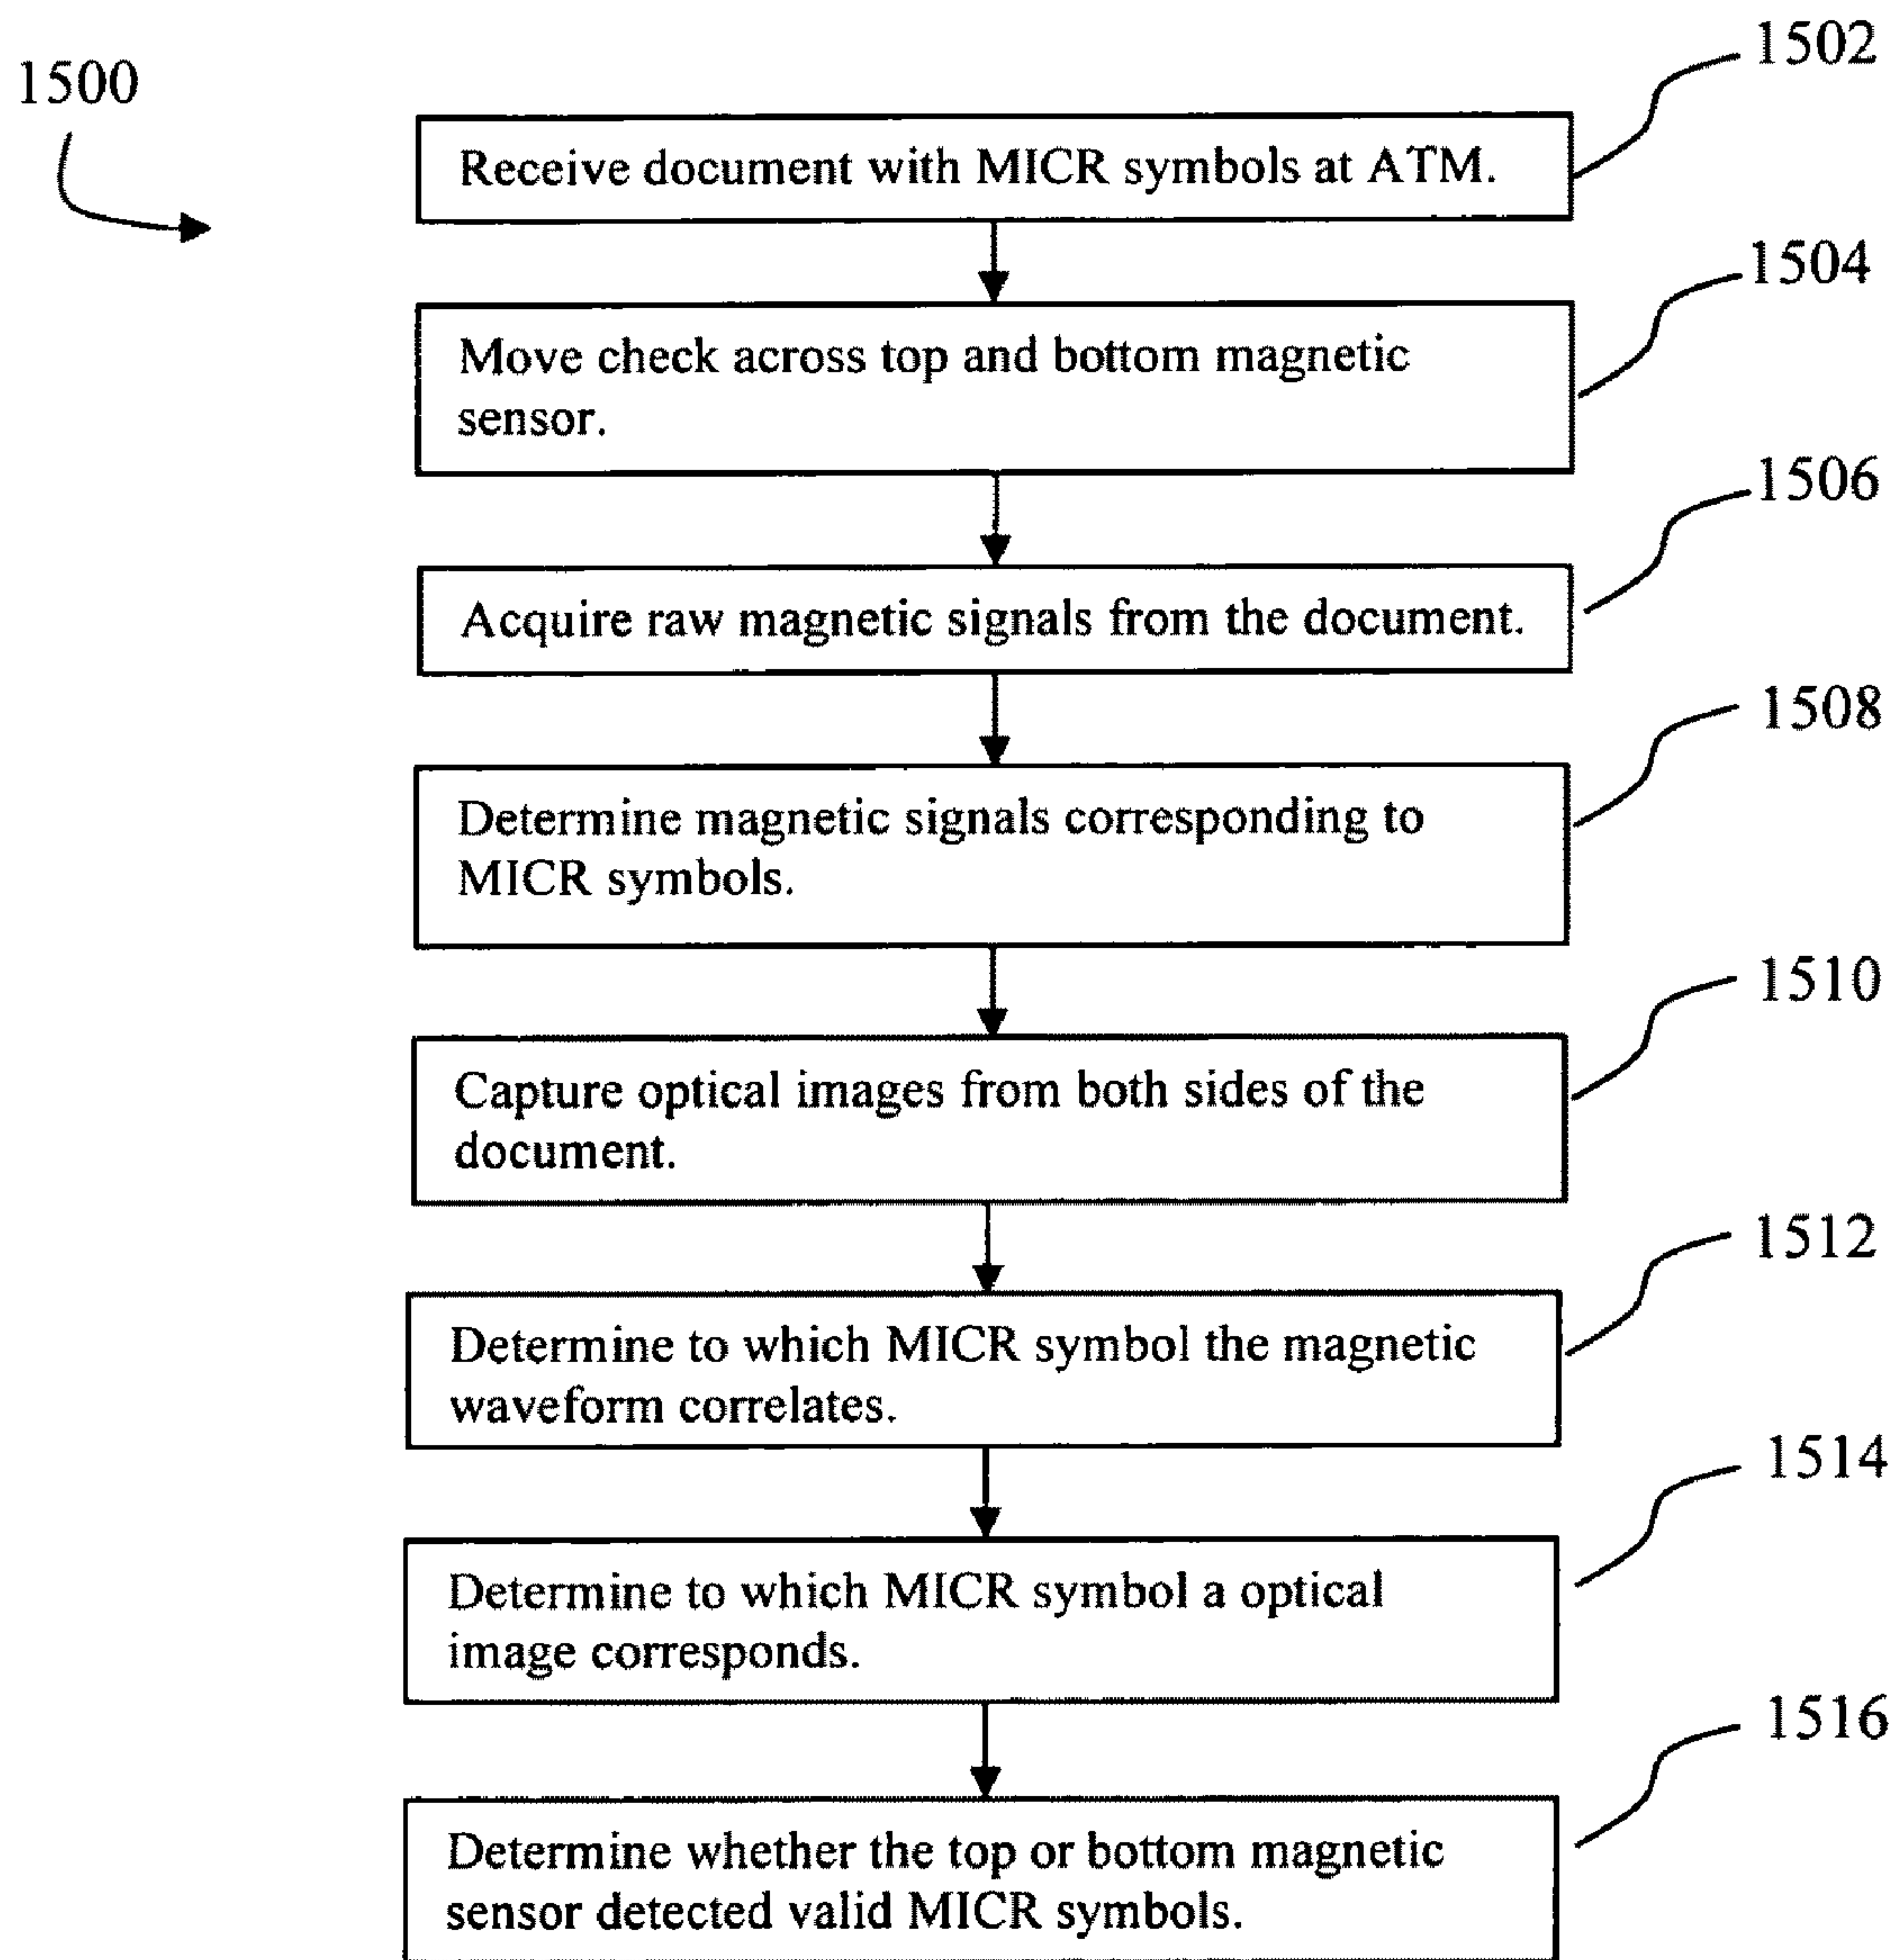 1500
1502
Receive document with MICR symbols at ATM.
1504
Move check across top and bottom magnetic
sensor.
1506
Acquire raw magnetic signals from the document.
1508
Determine magnetic signals corresponding to
MICR symbols.
1510
Capture optical images from both sides of the
document.
1512
Determine to which MICR symbol the magnetic
waveform correlates.
1514
Determine to which MICR symbol a optical
image corresponds.
1516
Determine whether the top or bottom magnetic
sensor detected valid MICR symbols.